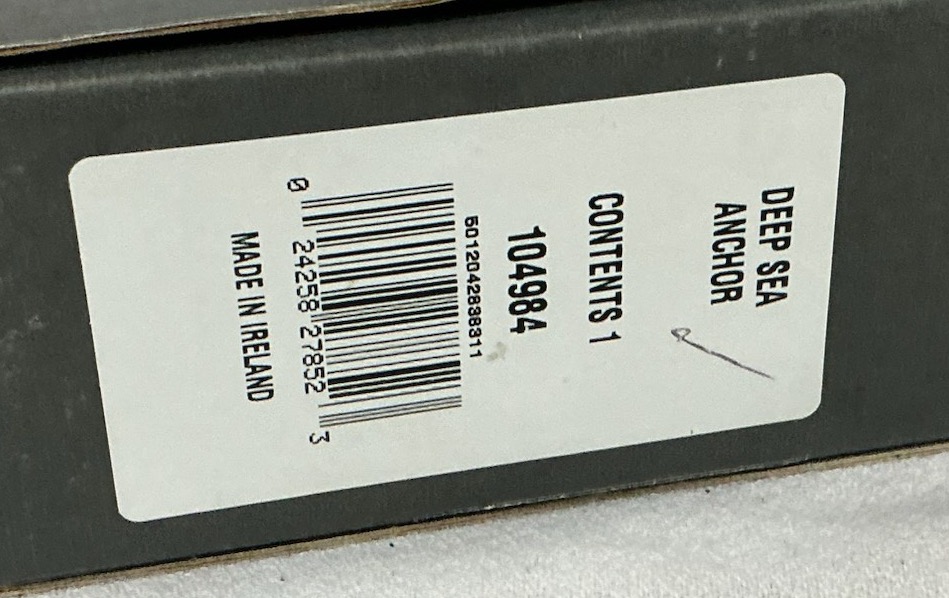 DEEP SEA
ANCHOR
CONTENTS 1
104984
5012042838311
0 24258 27852 3
MADE IN IRELAND